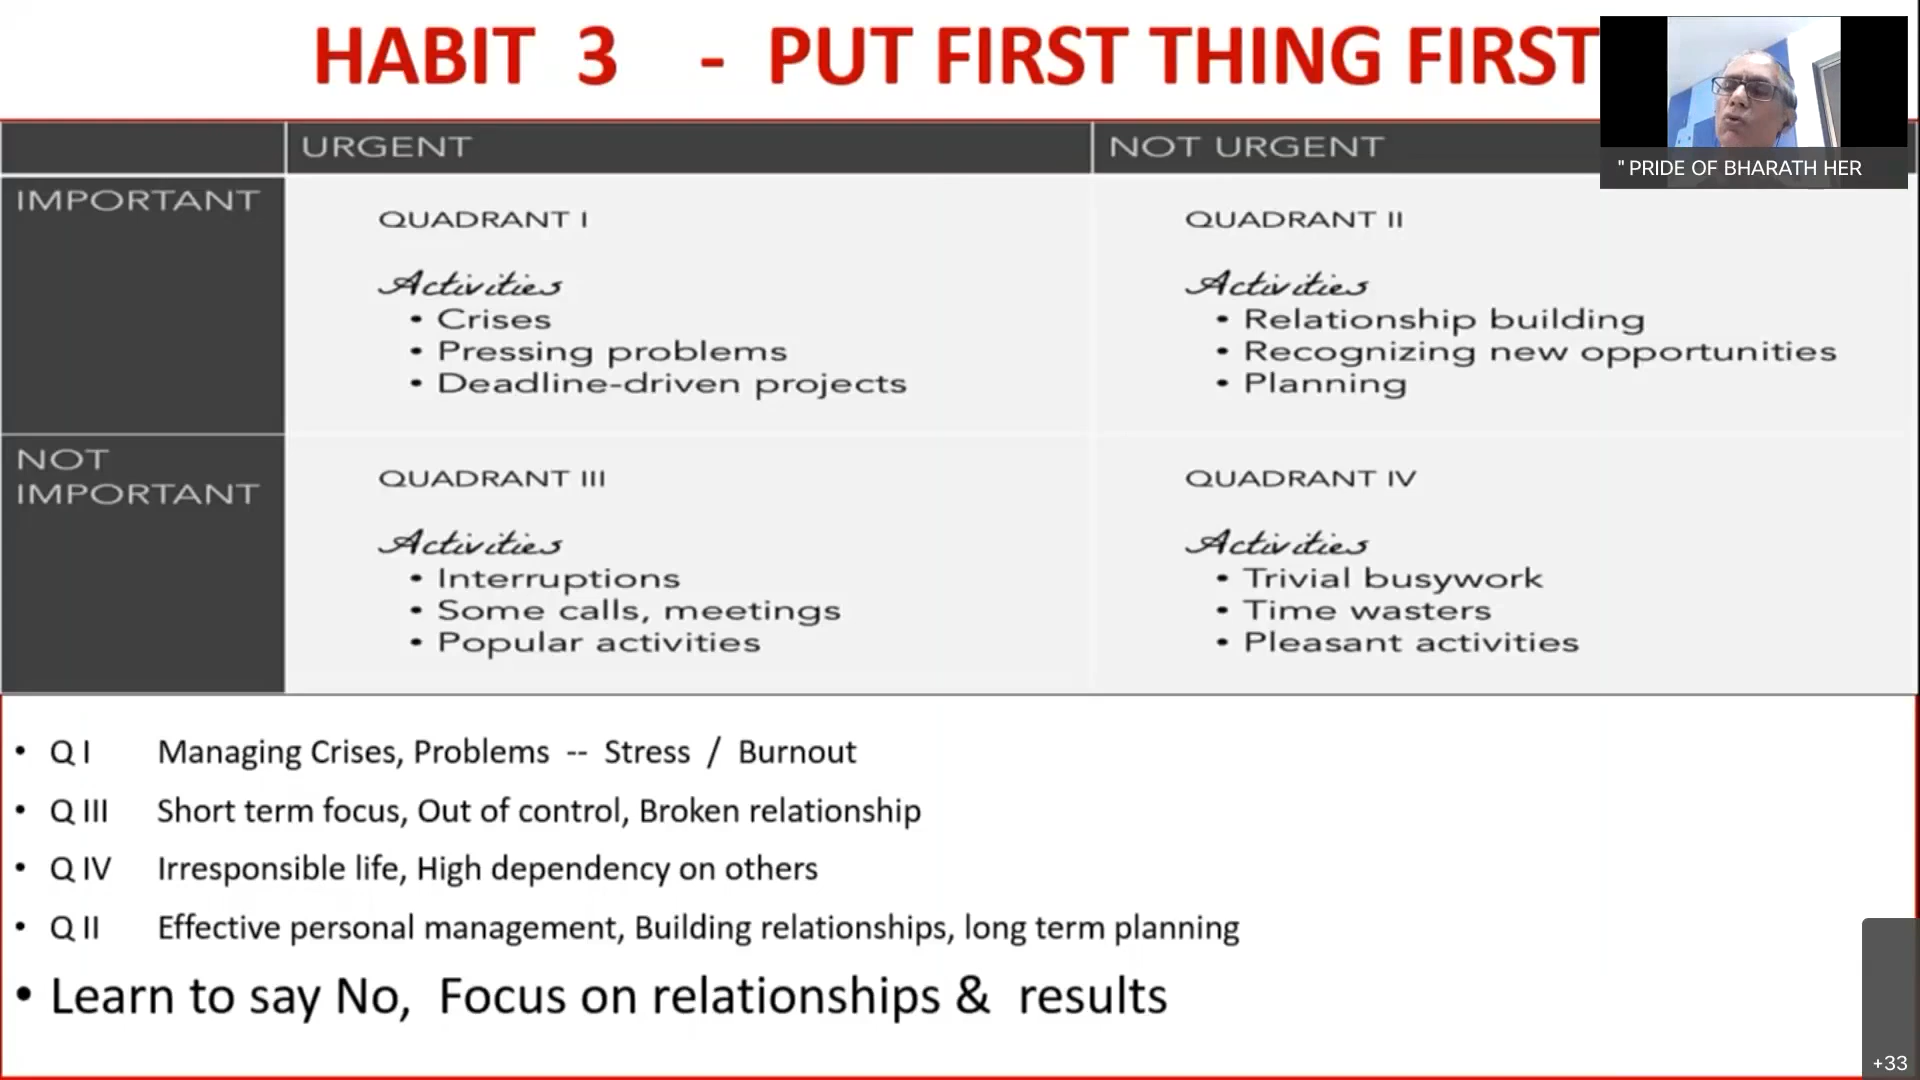 HABIT 3 - PUT FIRST THING FIRST
" PRIDE OF BHARATH HER
URGENT
NOT URGENT
IMPORTANT
QUADRANT I
Activities
• Crises
• Pressing problems
• Deadline-driven projects
QUADRANT II
Activities
• Relationship building
• Recognizing new opportunities
• Planning
NOT
IMPORTANT
QUADRANT III
Activities
• Interruptions
• Some calls, meetings
• Popular activities
QUADRANT IV
Activities
• Trivial busywork
• Time wasters
• Pleasant activities
• Q I Managing Crises, Problems -- Stress / Burnout
• Q III Short term focus, Out of control, Broken relationship
• Q IV Irresponsible life, High dependency on others
• Q II Effective personal management, Building relationships, long term planning
• Learn to say No, Focus on relationships & results
+33